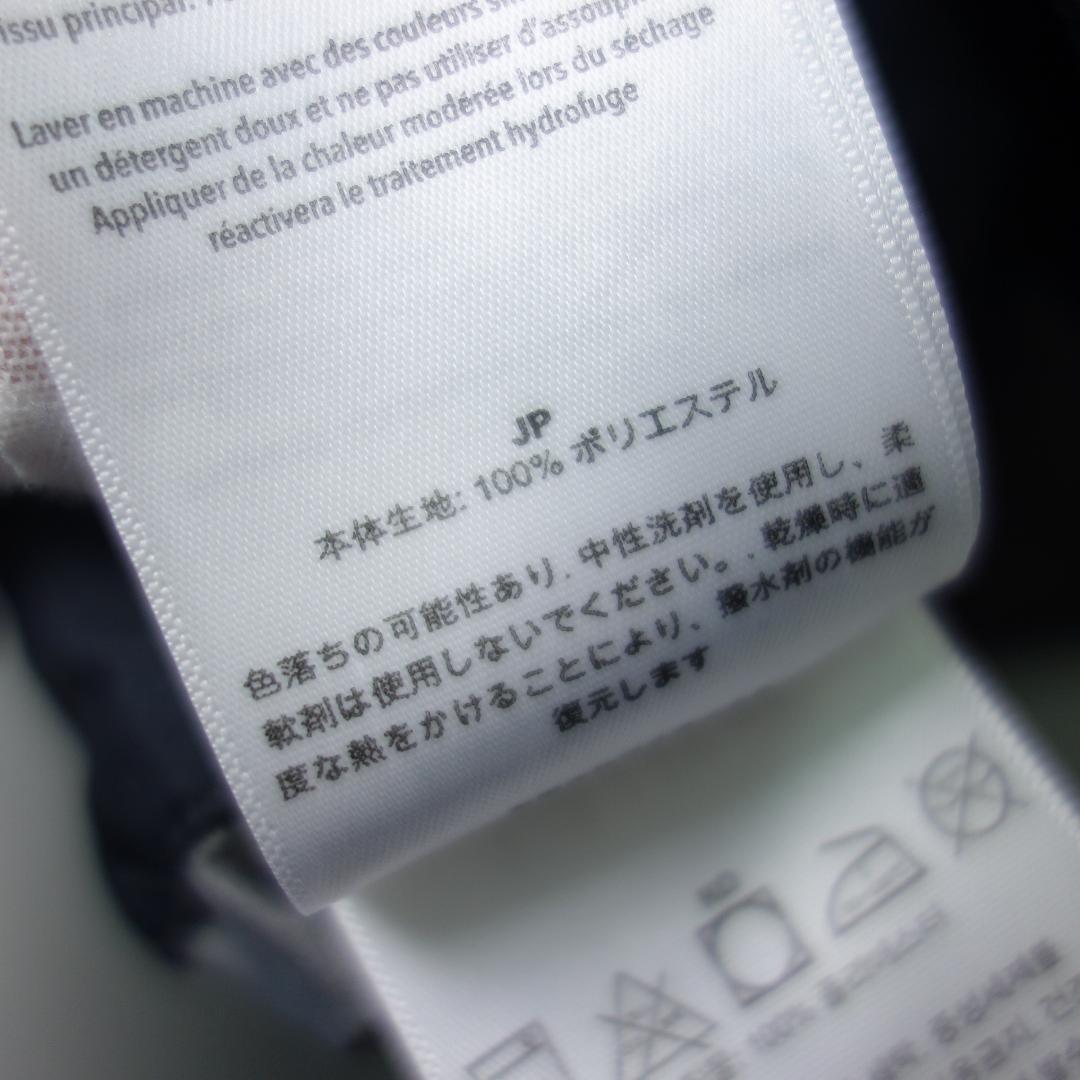 issu principal:
Laver en machine avec des couleurs
un détergent doux et ne pas utiliser d'assoupli
Appliquer de la chaleur modérée lors du séchage
réactivera le traitement hydrofuge
JP
本体生地: 100% ポリエステル
色落ちの可能性あり. 中性洗剤を使用し、柔
軟剤は使用しないでください。. 乾燥時に適
度な熱をかけることにより、撥水剤の機能が
復元します